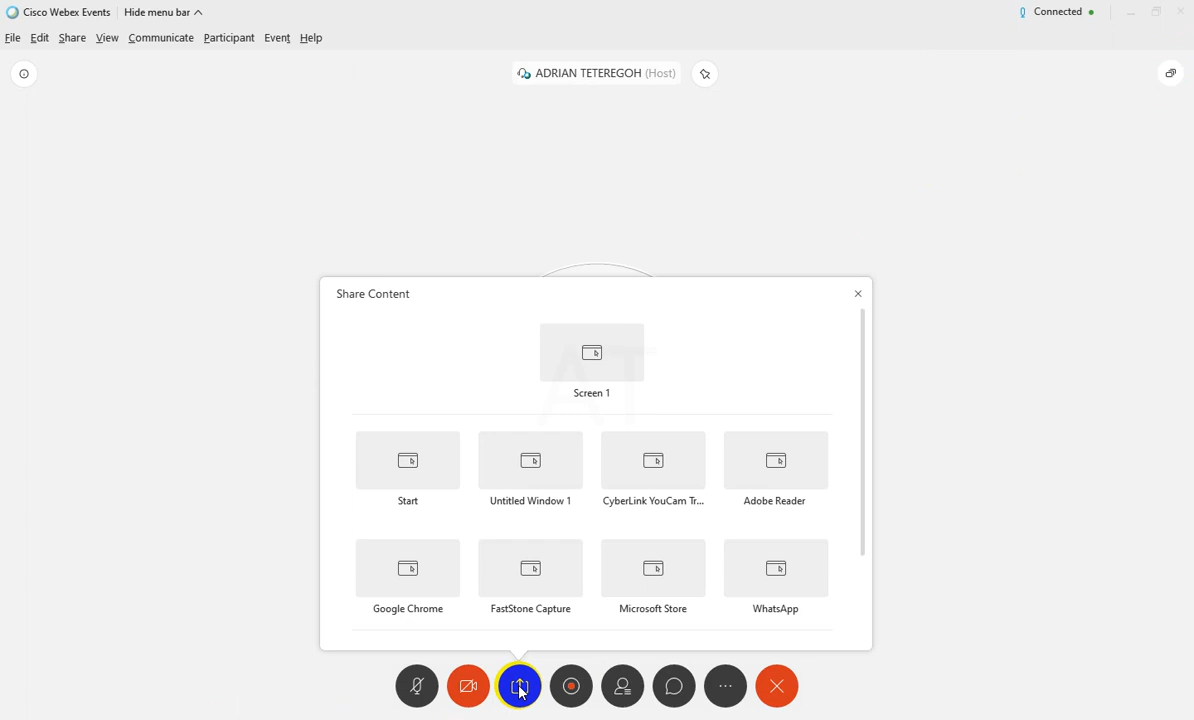 Cisco Webex Events Hide menu bar Connected
File Edit Share View Communicate Participant Event Help
ADRIAN TETEREGOH (Host)
Share Content
AT
Screen 1
Start Untitled Window 1 CyberLink YouCam Tr... Adobe Reader
Google Chrome FastStone Capture Microsoft Store WhatsApp